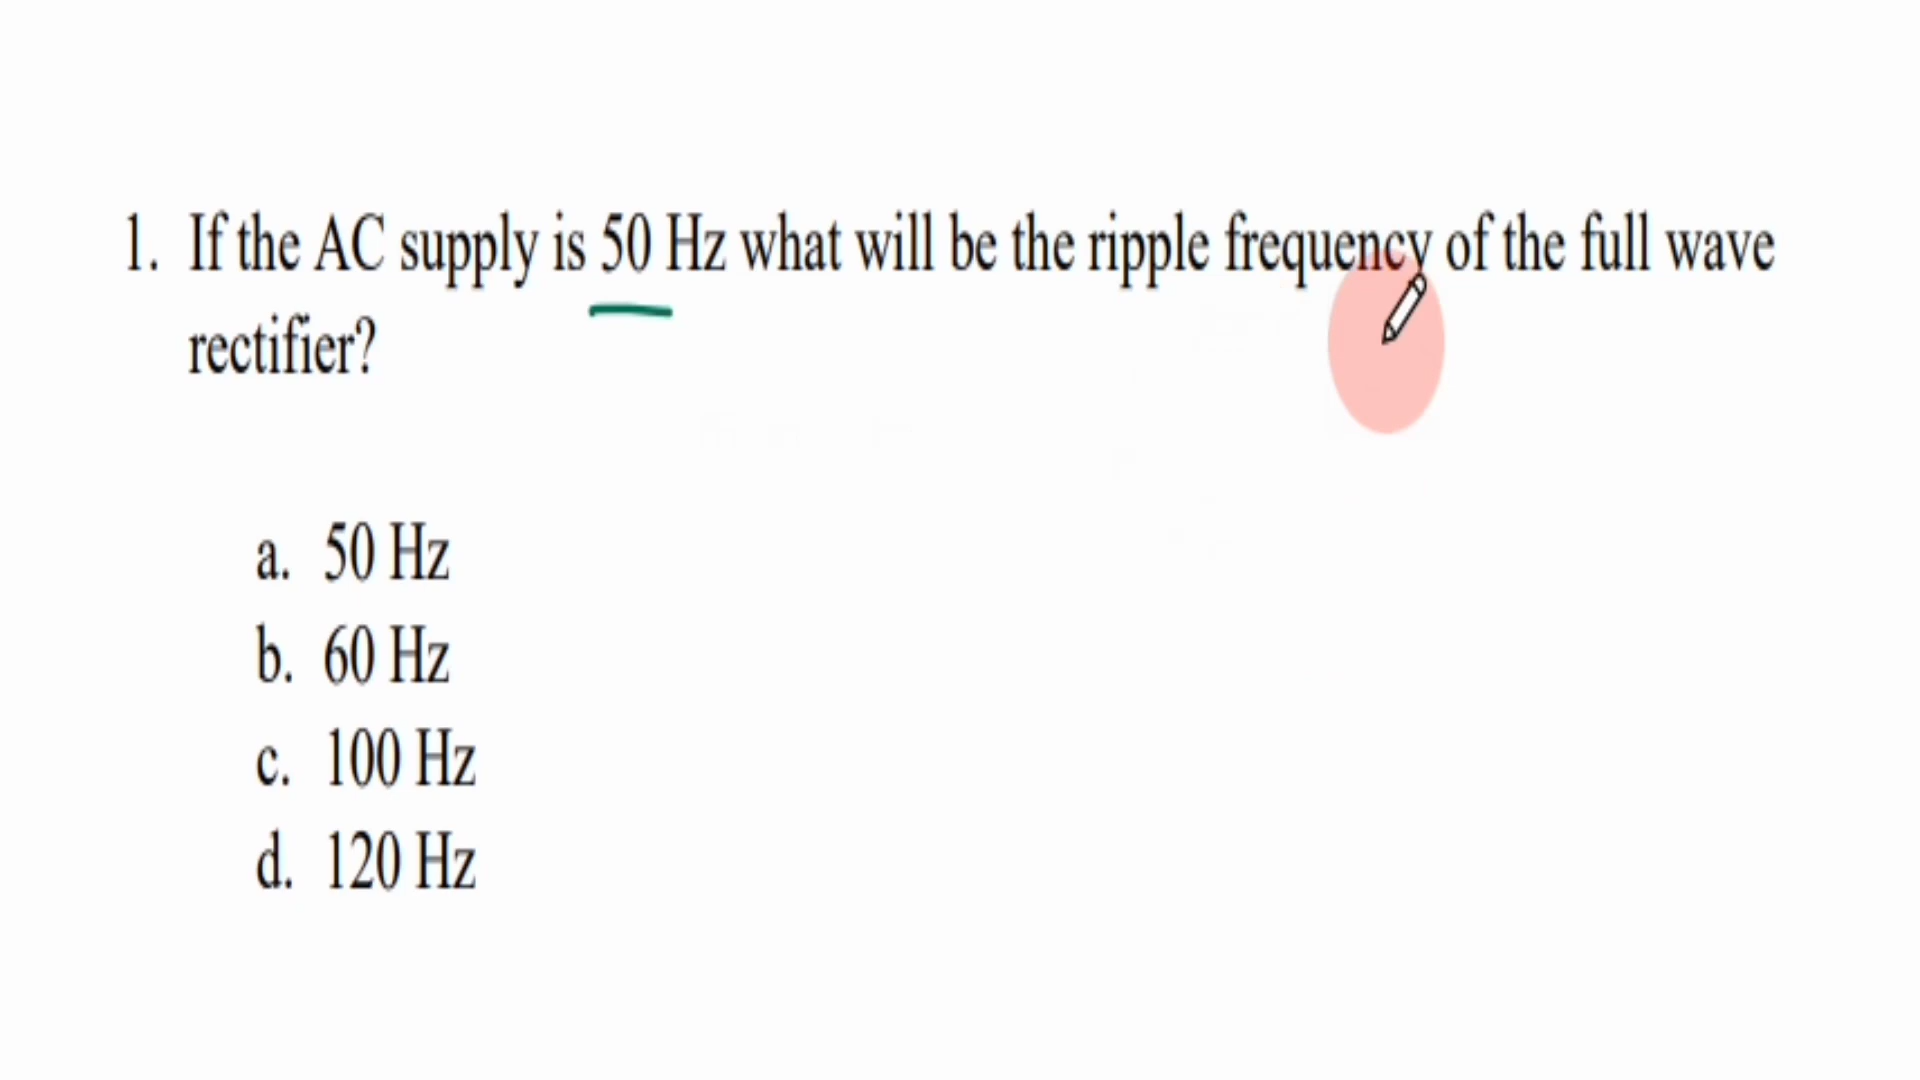 1. If the AC supply is 50 Hz what will be the ripple frequency of the full wave
rectifier?
a. 50 Hz
b. 60 Hz
c. 100 Hz
d. 120 Hz